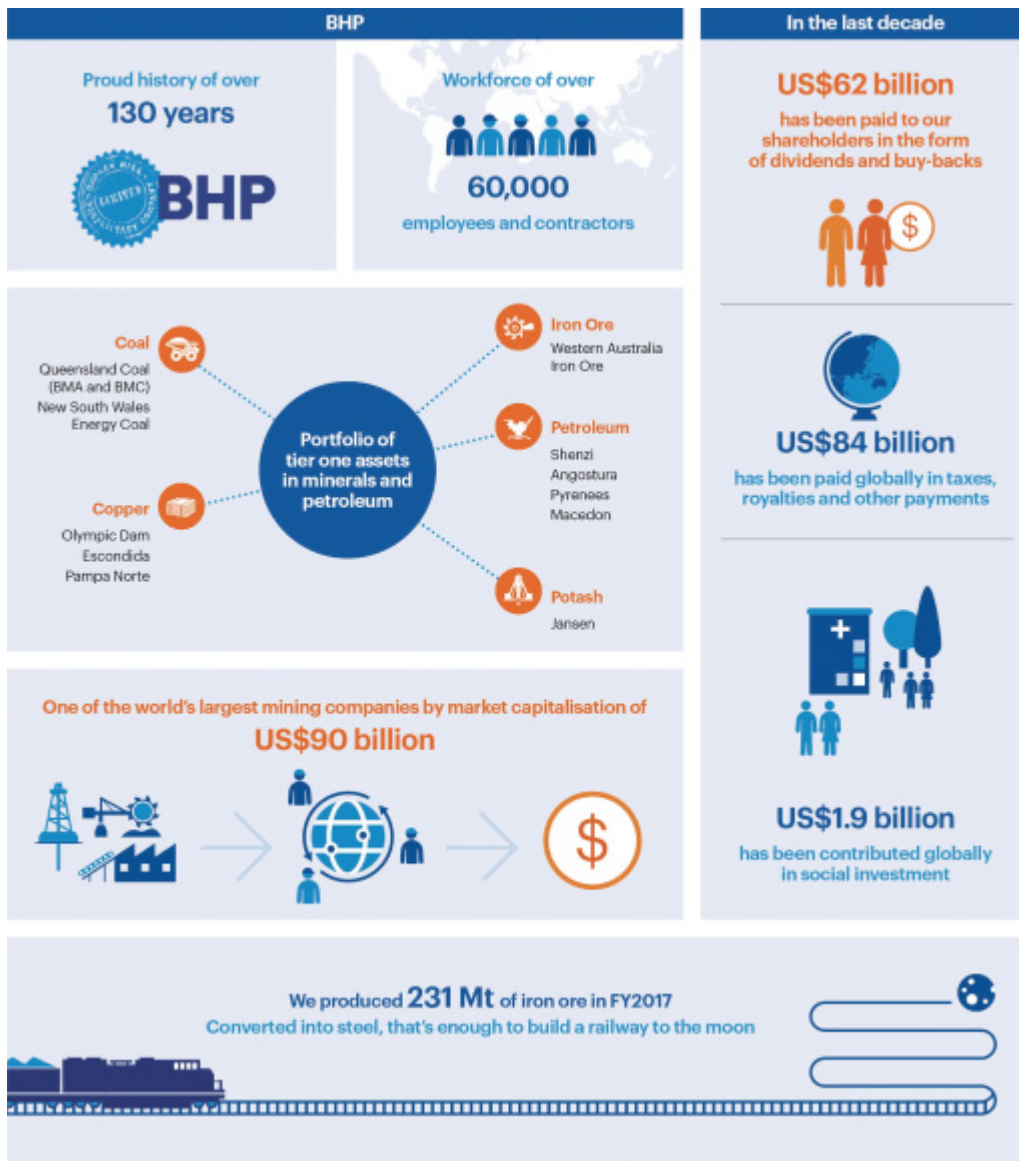 BHP
Proud history of over
130 years
LIMITED
BHP
Workforce of over
60,000
employees and contractors
Coal
Queensland Coal
(BMA and BMC)
New South Wales
Energy Coal
Copper
Olympic Dam
Escondida
Pampa Norte
Portfolio of
tier one assets
in minerals and
petroleum
Iron Ore
Western Australia
Iron Ore
Petroleum
Shenzi
Angostura
Pyrenees
Macedon
Potash
Jansen
One of the world's largest mining companies by market capitalisation of
US$90 billion
$
In the last decade
US$62 billion
has been paid to our
shareholders in the form
of dividends and buy-backs
$
US$84 billion
has been paid globally in taxes,
royalties and other payments
US$1.9 billion
has been contributed globally
in social investment
We produced 231 Mt of iron ore in FY2017
Converted into steel, that's enough to build a railway to the moon